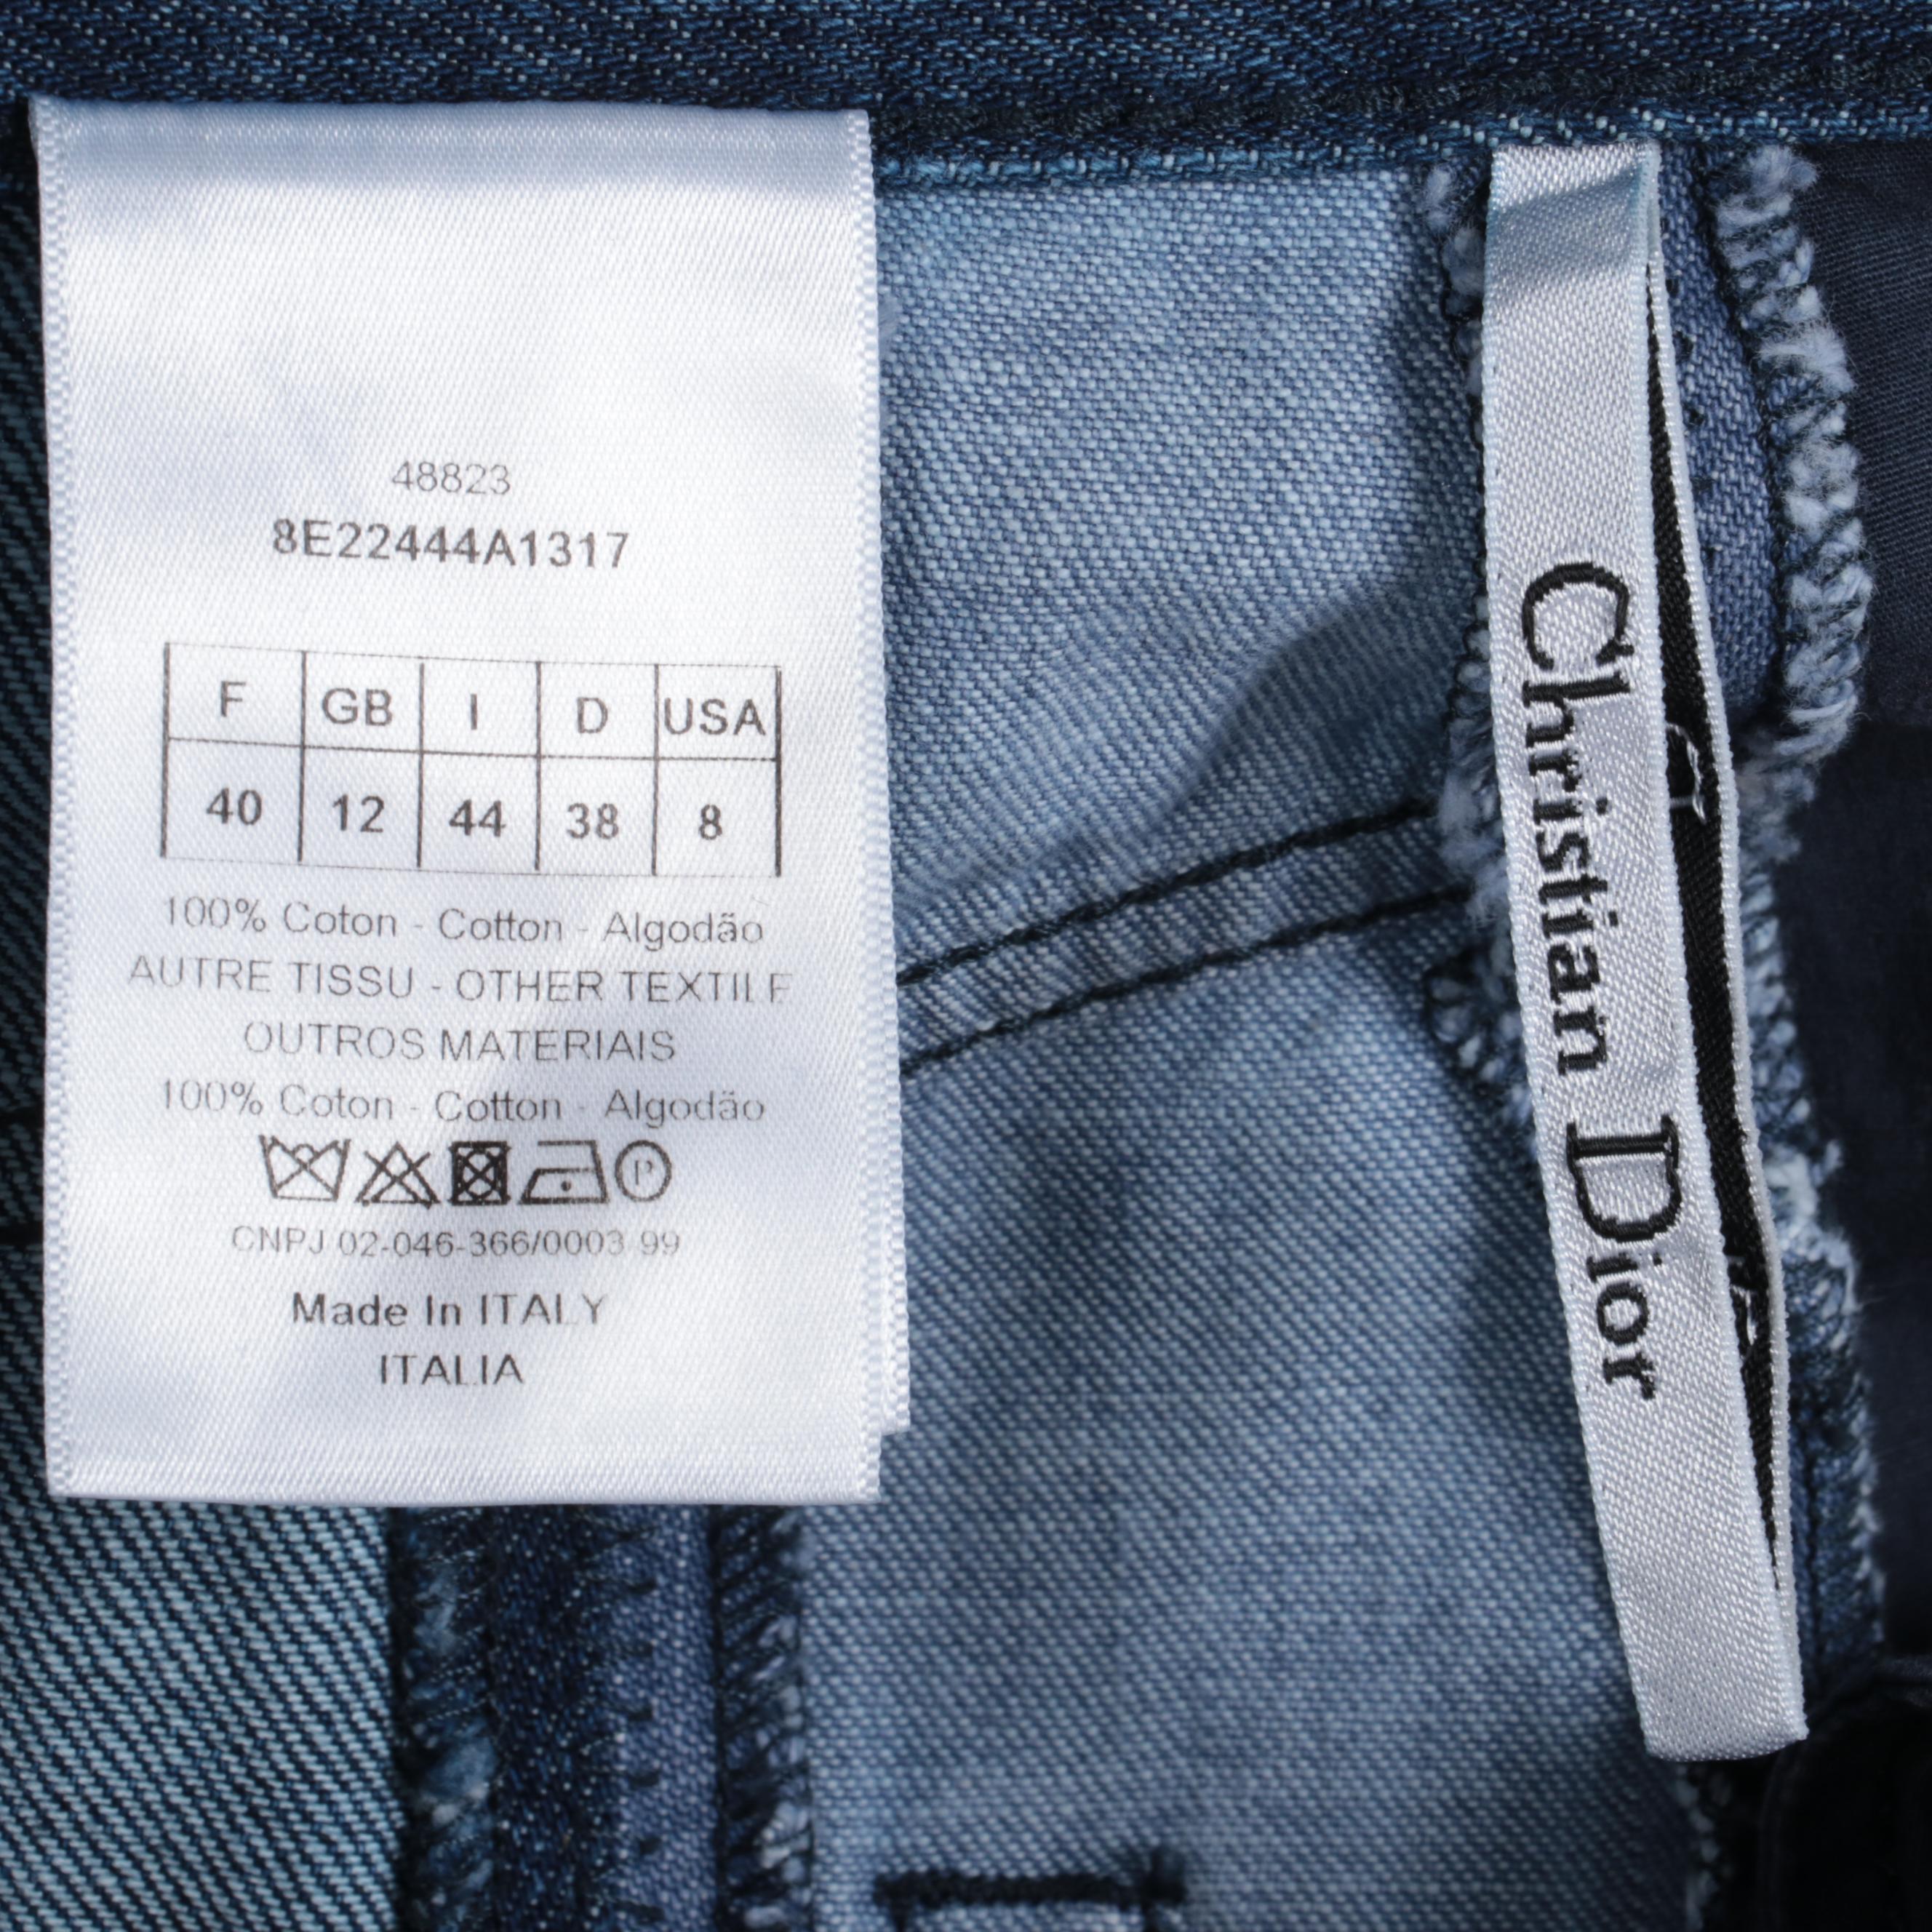 48823
8E22444A1317
F GB I D USA
40 12 44 38 8
100% Coton - Cotton - Algodão
AUTRE TISSU - OTHER TEXTILE
OUTROS MATERIAIS
100% Coton - Cotton - Algodão
P
CNPJ 02-046-366/0003 99
Made In ITALY
ITALIA
Christian Dior